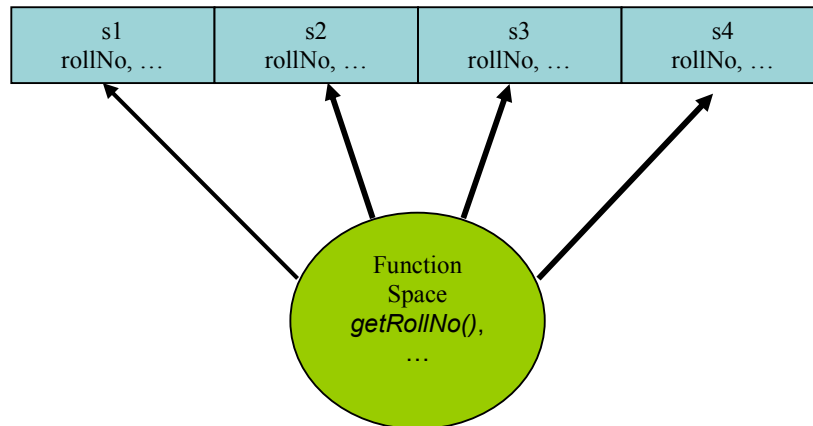 s1
rollNo, …
s2
rollNo, …
s3
rollNo, …
s4
rollNo, …
Function
Space
getRollNo(),
…